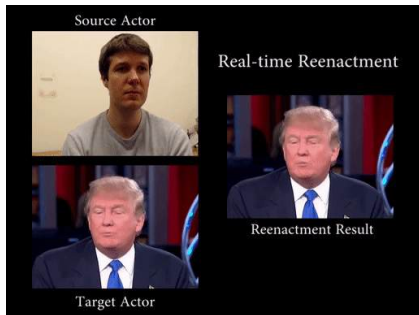 Source Actor
Real-time Reenactment
Reenactment Result
Target Actor